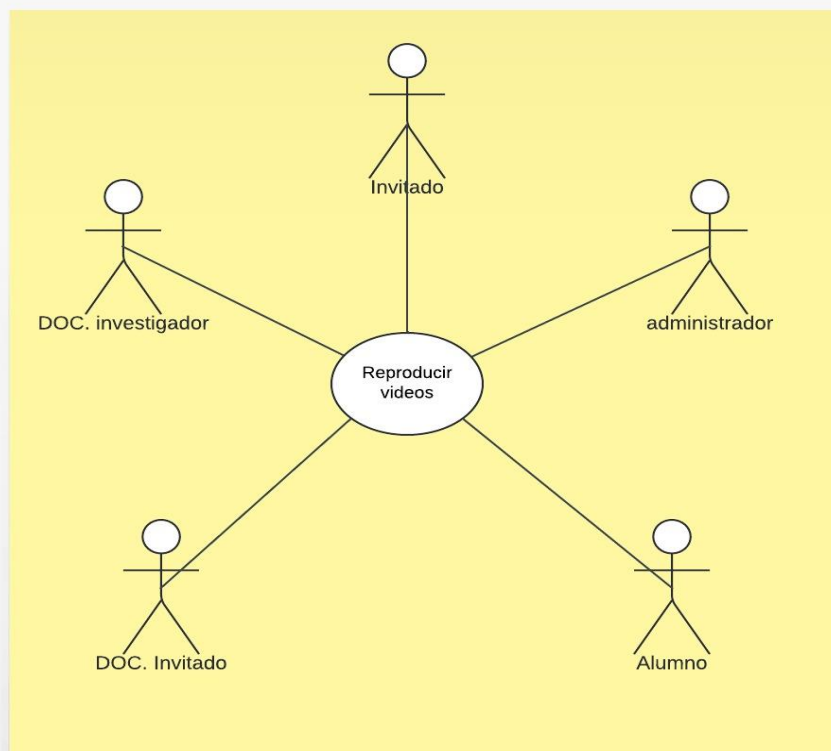 Invitado
DOC. investigador
administrador
Reproducir
videos
DOC. Invitado
Alumno